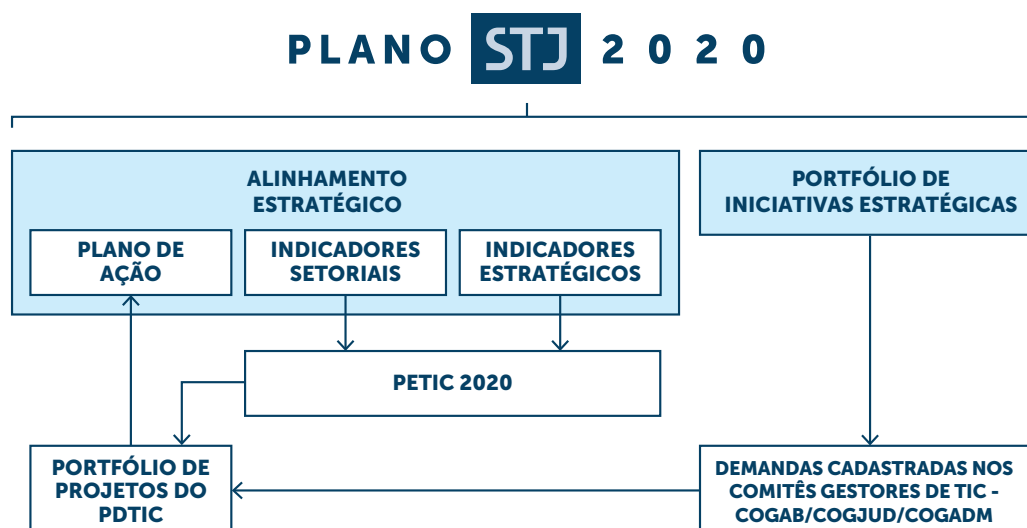 PLANO STJ 2020
ALINHAMENTO
ESTRATÉGICO
PLANO DE
AÇÃO
INDICADORES
SETORIAIS
INDICADORES
ESTRATÉGICOS
PORTFÓLIO DE
INICIATIVAS ESTRATÉGICAS
PETIC 2020
PORTFÓLIO DE
PROJETOS DO
PDTIC
DEMANDAS CADASTRADAS NOS
COMITÊS GESTORES DE TIC -
COGAB/COGJUD/COGADM